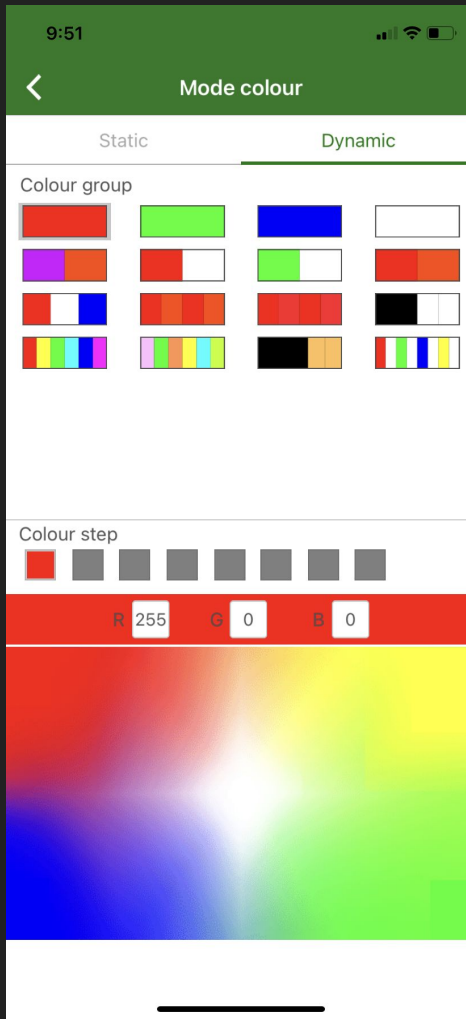 9:51
Mode colour
Static Dynamic
Colour group
Colour step
R 255 G 0 B 0